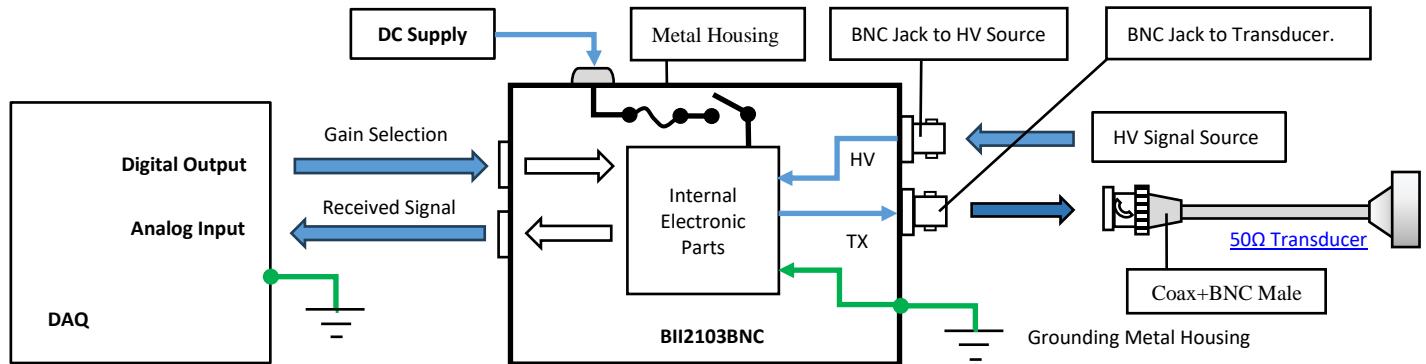 DC Supply
Metal Housing
BNC Jack to HV Source
BNC Jack to Transducer.
Gain Selection
Digital Output
HV
HV Signal Source
Internal
Electronic
Parts
Received Signal
Analog Input
TX
50Ω Transducer
Coax+BNC Male
DAQ
BII2103BNC
Grounding Metal Housing